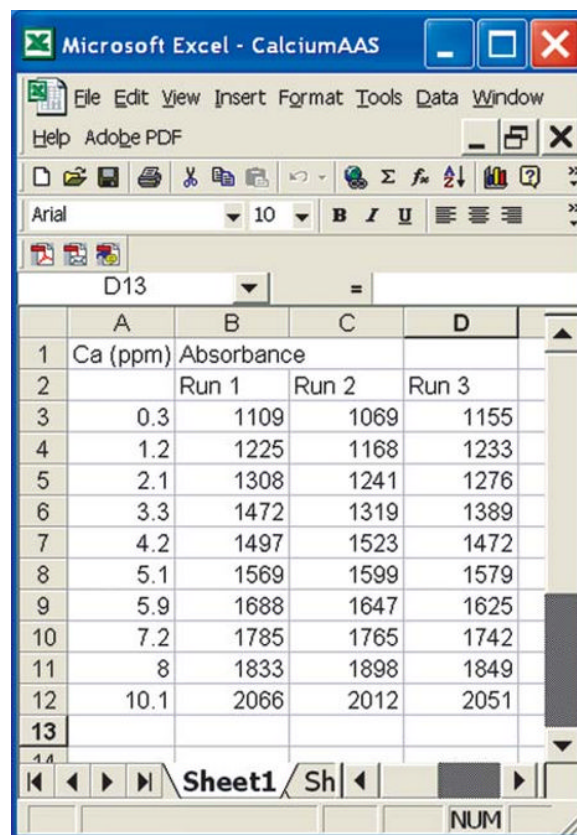 Microsoft Excel - CalciumAAS
File Edit View Insert Format Tools Data Window
Help Adobe PDF
Arial 10 B I U
D13 =
A B C D
1 Ca (ppm) Absorbance
2 Run 1 Run 2 Run 3
3 0.3 1109 1069 1155
4 1.2 1225 1168 1233
5 2.1 1308 1241 1276
6 3.3 1472 1319 1389
7 4.2 1497 1523 1472
8 5.1 1569 1599 1579
9 5.9 1688 1647 1625
10 7.2 1785 1765 1742
11 8 1833 1898 1849
12 10.1 2066 2012 2051
13
14
Sheet1 Sh
NUM